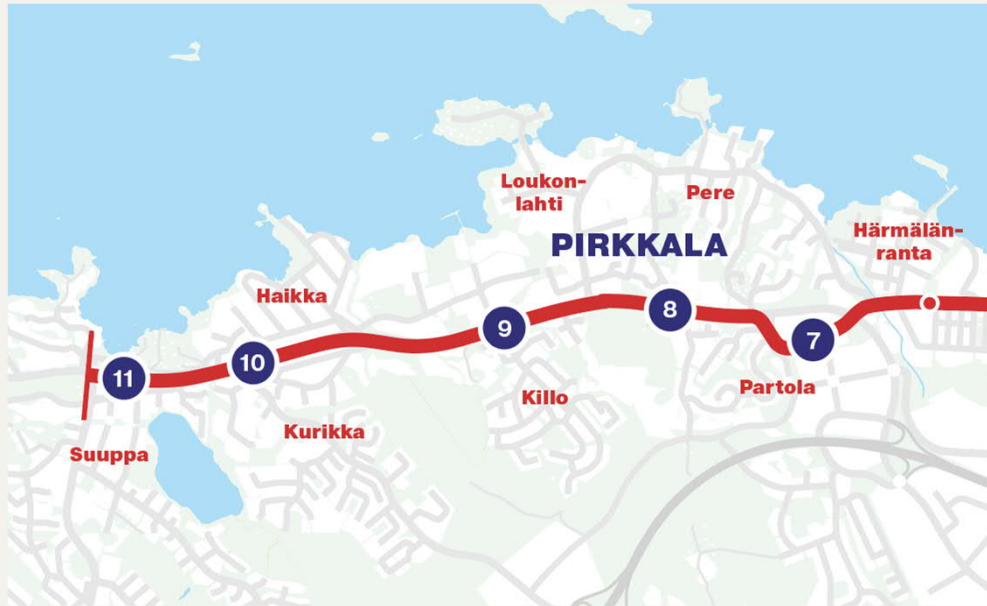 Loukon-
lahti
Pere
Härmälän-
ranta
PIRKKALA
Haikka
8
9
7
10
11
Partola
Killo
Kurikka
Suuppa